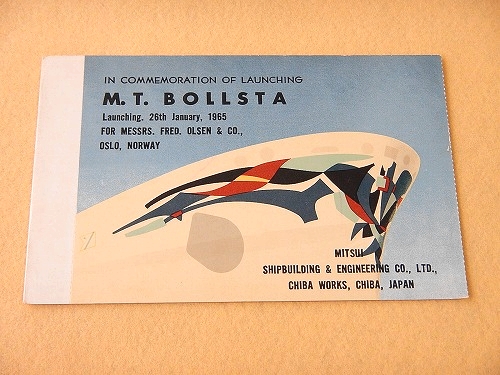 IN COMMEMORATION OF LAUNCHING
M. T. BOLLSTA
Launching. 26th January, 1965
FOR MESSRS. FRED. OLSEN & CO.,
OSLO, NORWAY
MITSUI
SHIPBUILDING & ENGINEERING CO., LTD.,
CHIBA WORKS, CHIBA, JAPAN